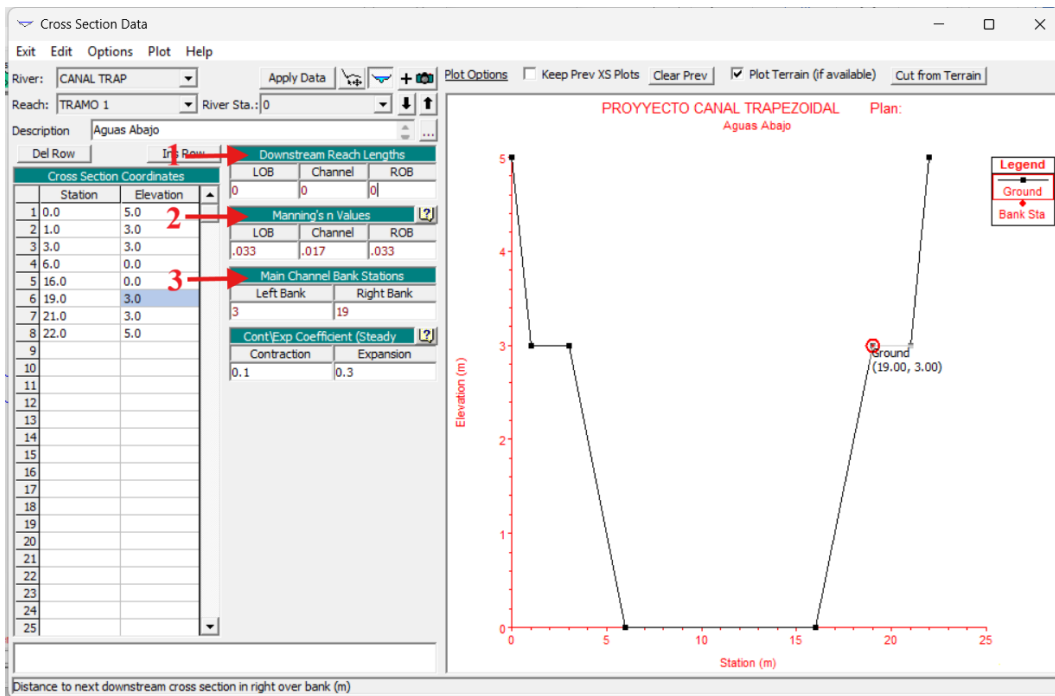 Cross Section Data
Exit Edit Options Plot Help
River: CANAL TRAP Apply Data Plot Options Keep Prev XS Plots Clear Prev Plot Terrain (if available) Cut from Terrain
Reach: TRAMO 1 River Sta.: 0
Description Aguas Abajo ...
Del Row Ins Row
Cross Section Coordinates
Station Elevation
1 0.0 5.0
2 1.0 3.0
3 3.0 3.0
4 6.0 0.0
5 16.0 0.0
6 19.0 3.0
7 21.0 3.0
8 22.0 5.0
9
10
11
12
13
14
15
16
17
18
19
20
21
22
23
24
25
1 Downstream Reach Lengths
LOB Channel ROB
0 0 0
2 Manning's n Values
LOB Channel ROB
.033 .017 .033
3 Main Channel Bank Stations
Left Bank Right Bank
3 19
Cont\Exp Coefficient (Steady
Contraction Expansion
0.1 0.3
PROYYECTO CANAL TRAPEZOIDAL Plan:
Aguas Abajo
Legend
Ground
Bank Sta
5
4
3
2
1
0
Elevation (m)
Ground
(19.00, 3.00)
0 5 10 15 20 25
Station (m)
Distance to next downstream cross section in right over bank (m)